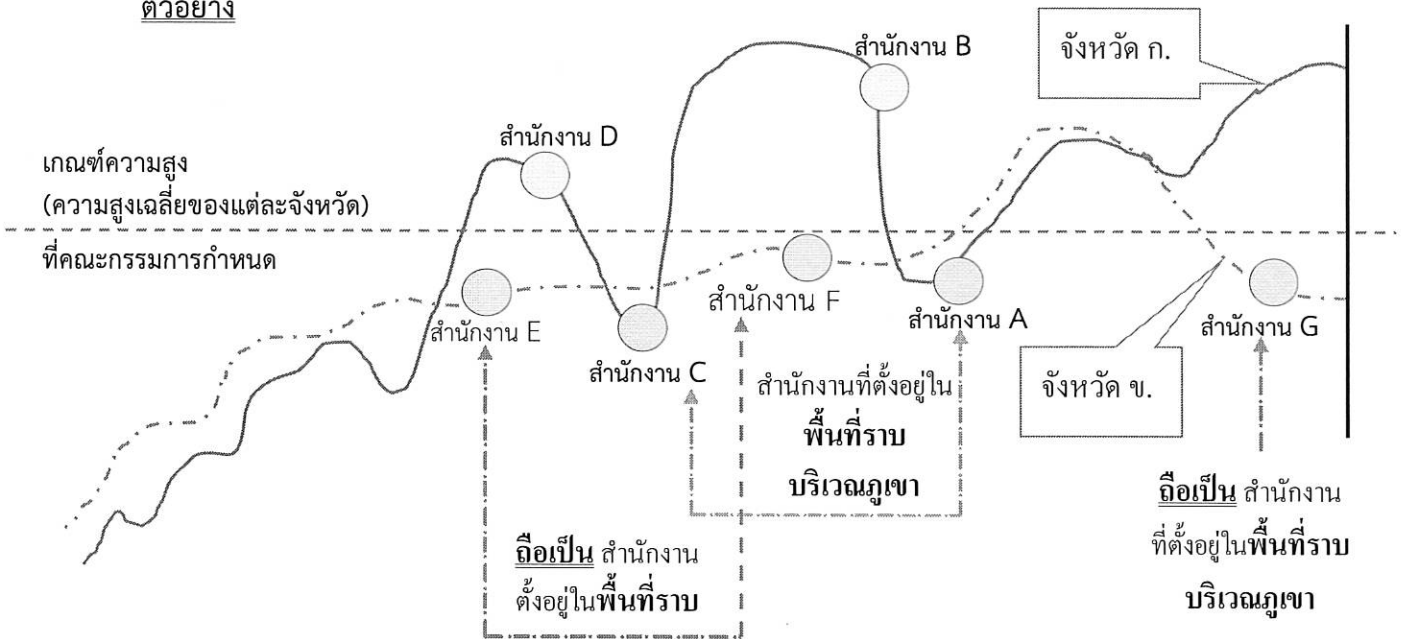 ตัวอย่าง
สำนักงาน B
จังหวัด ก.
สำนักงาน D
เกณฑ์ความสูง
(ความสูงเฉลี่ยของแต่ละจังหวัด)
ที่คณะกรรมการกำหนด
สำนักงาน E
สำนักงาน F
สำนักงาน A
สำนักงาน G
สำนักงาน C
สำนักงานที่ตั้งอยู่ใน
พื้นที่ราบ
บริเวณภูเขา
จังหวัด ข.
ถือเป็น สำนักงาน
ตั้งอยู่ในพื้นที่ราบ
ถือเป็น สำนักงาน
ที่ตั้งอยู่ในพื้นที่ราบ
บริเวณภูเขา